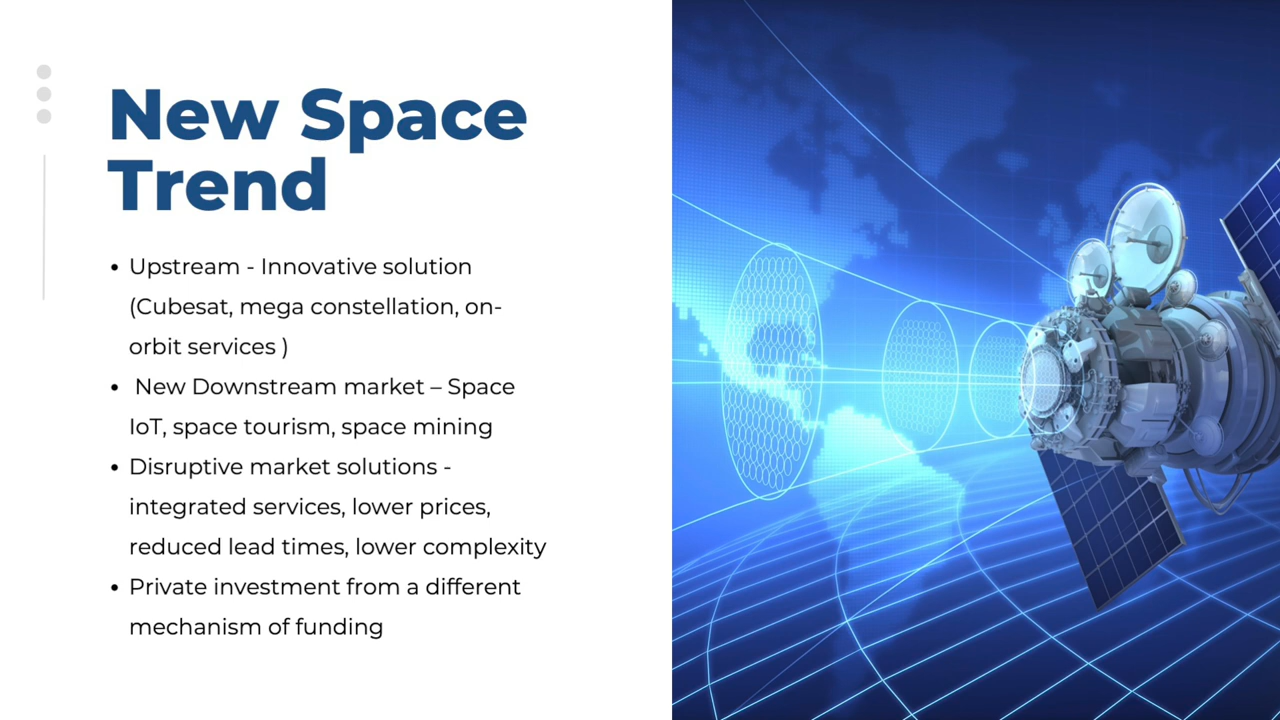 New Space
Trend
• Upstream - Innovative solution
(Cubesat, mega constellation, on-
orbit services )
• New Downstream market – Space
IoT, space tourism, space mining
• Disruptive market solutions -
integrated services, lower prices,
reduced lead times, lower complexity
• Private investment from a different
mechanism of funding